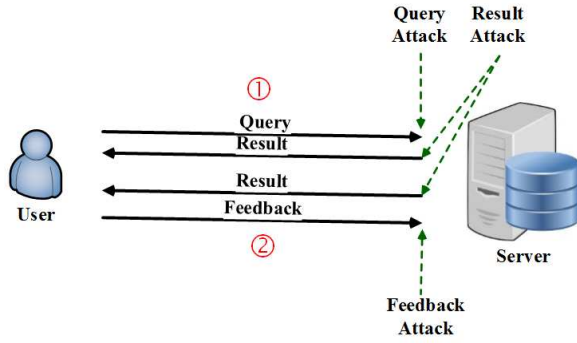 Query
Attack
Result
Attack
①
Query
Result
Result
Feedback
②
User
Server
Feedback
Attack